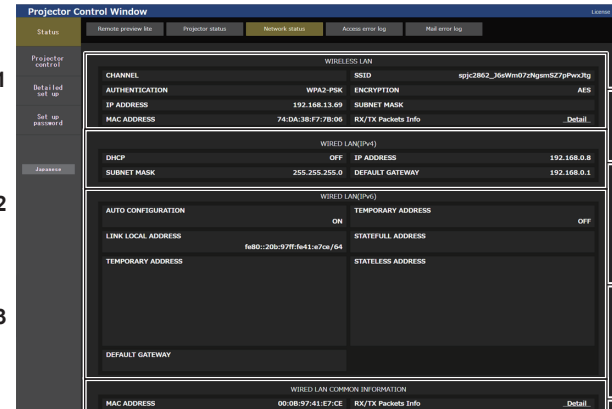 Projector Control Window
License
Status
Remote preview lite
Projector status
Network status
Access error log
Mail error log
Projector
control
Detailed
set up
Set up
password
Japanese
1
2
3
WIRELESS LAN
CHANNEL SSID spjc2862_J6sWm07zNgsmSZ7pPwxJtg
AUTHENTICATION WPA2-PSK ENCRYPTION AES
IP ADDRESS 192.168.13.69 SUBNET MASK
MAC ADDRESS 74:DA:38:F7:7B:06 RX/TX Packets Info Detail
WIRED LAN(IPv4)
DHCP OFF IP ADDRESS 192.168.0.8
SUBNET MASK 255.255.255.0 DEFAULT GATEWAY 192.168.0.1
WIRED LAN(IPv6)
AUTO CONFIGURATION TEMPORARY ADDRESS
ON OFF
LINK LOCAL ADDRESS STATEFULL ADDRESS
fe80::20b:97ff:fe41:e7ce/64
TEMPORARY ADDRESS STATELESS ADDRESS
DEFAULT GATEWAY
WIRED LAN COMMON INFORMATION
MAC ADDRESS 00:0B:97:41:E7:CE RX/TX Packets Info Detail